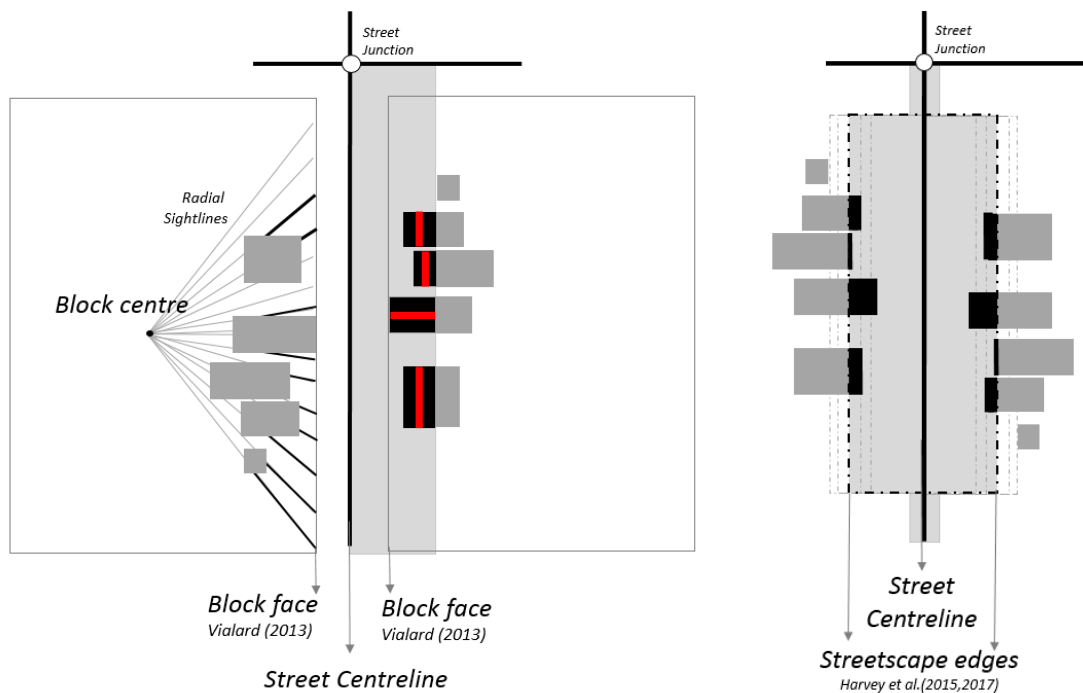 Street
Junction
Radial
Sightlines
Block centre
Block face
Vialard (2013)
Block face
Vialard (2013)
Street Centreline
Street
Junction
Street
Centreline
Streetscape edges
Harvey et al.(2015,2017)